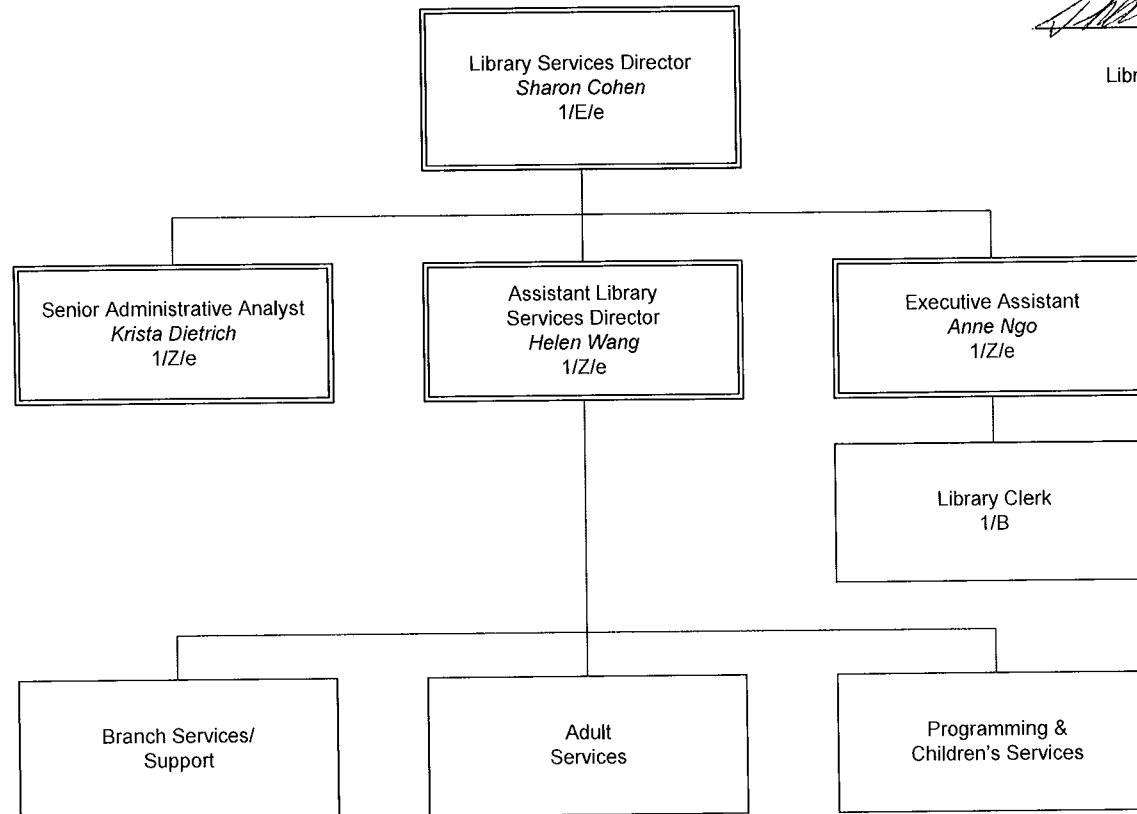 Library Services Director
Sharon Cohen
1/E/e
Libr
Senior Administrative Analyst
Krista Dietrich
1/Z/e
Assistant Library
Services Director
Helen Wang
1/Z/e
Executive Assistant
Anne Ngo
1/Z/e
Library Clerk
1/B
Branch Services/
Support
Adult
Services
Programming &
Children's Services